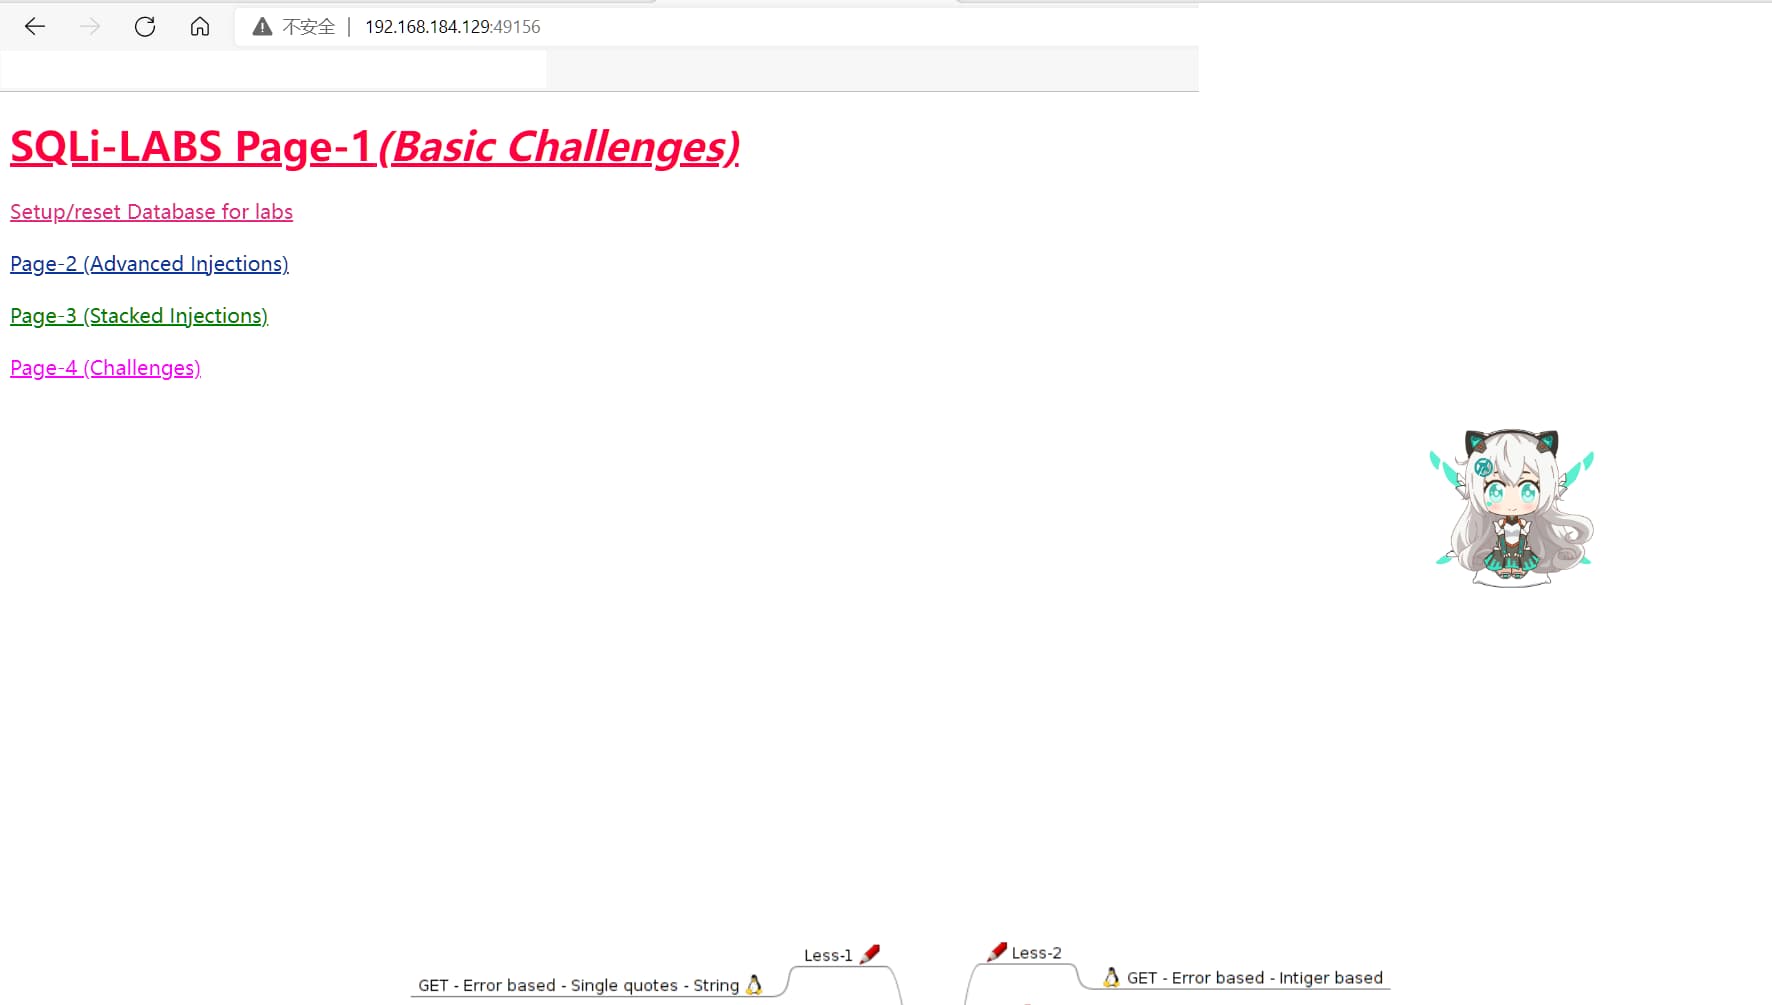 不安全 | 192.168.184.129:49156
SQLi-LABS Page-1(Basic Challenges)
Setup/reset Database for labs
Page-2 (Advanced Injections)
Page-3 (Stacked Injections)
Page-4 (Challenges)
Less-1
Less-2
GET - Error based - Single quotes - String
GET - Error based - Intiger based